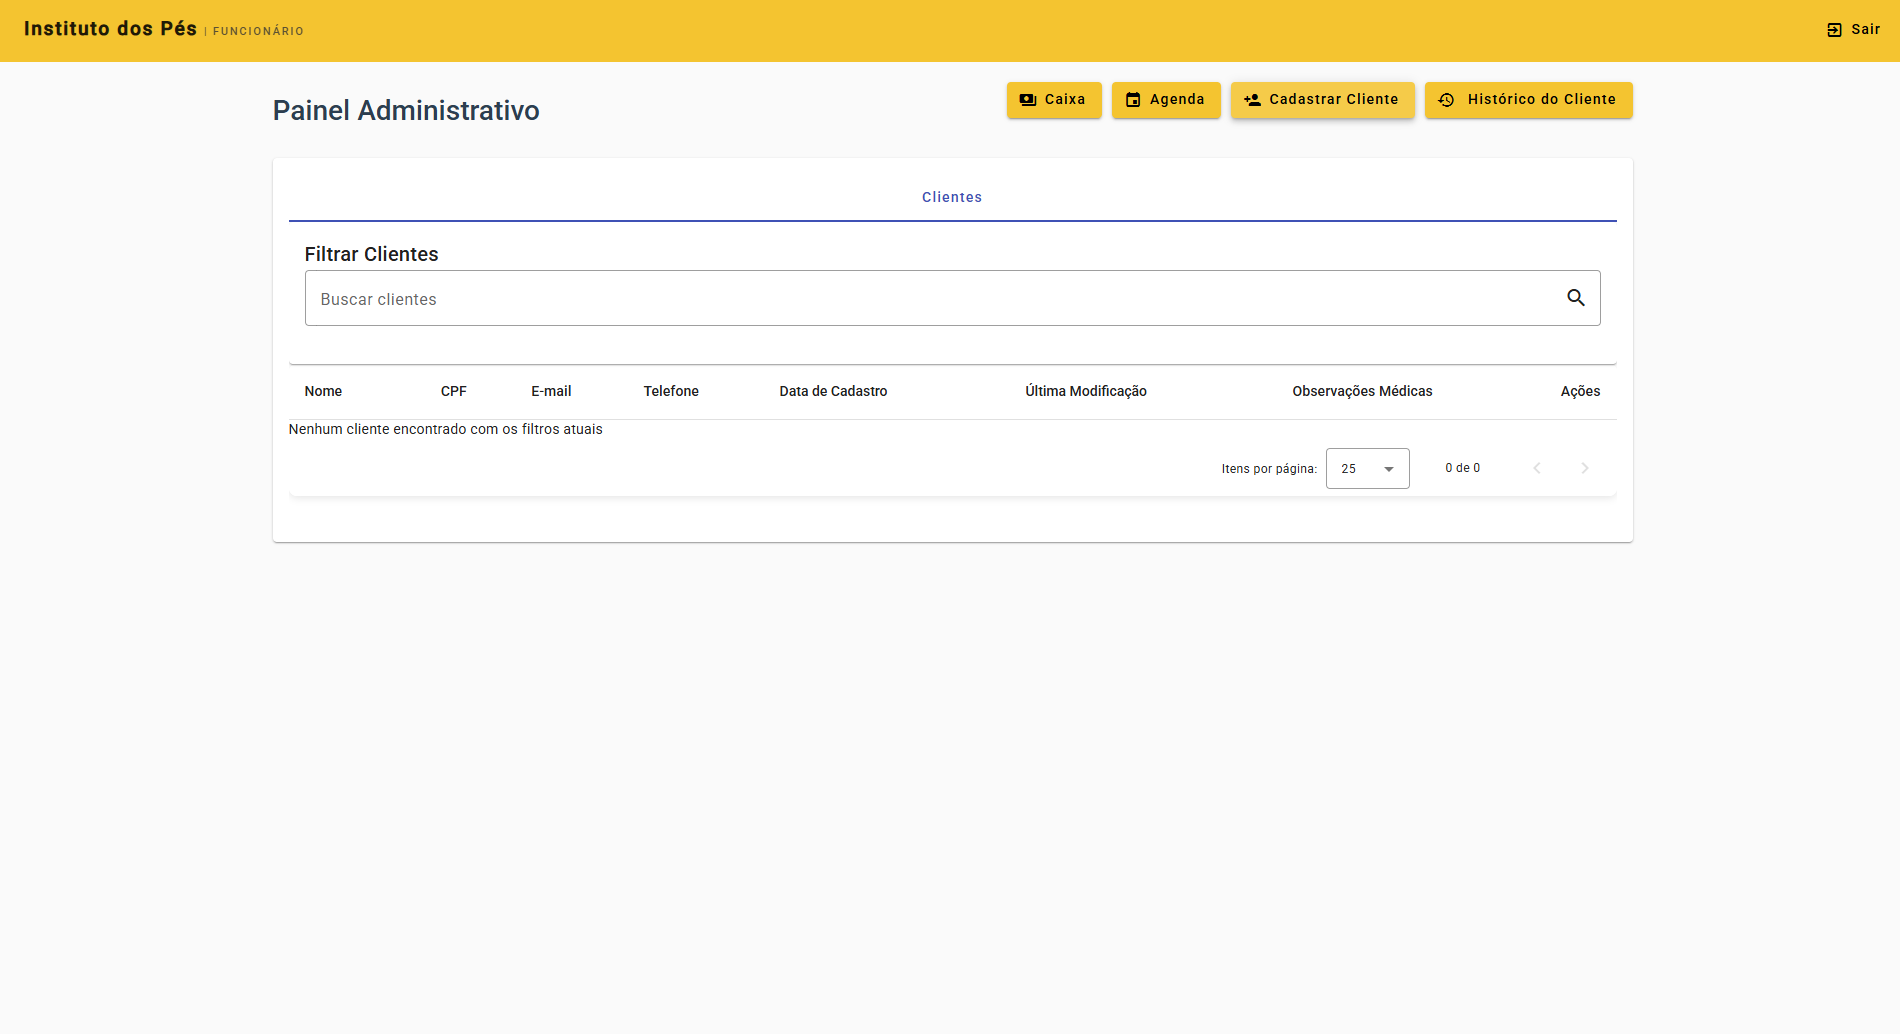 Instituto dos Pés | FUNCIONÁRIO
Sair
Painel Administrativo
Caixa
Agenda
Cadastrar Cliente
Histórico do Cliente
Clientes
Filtrar Clientes
Buscar clientes
Nome CPF E-mail Telefone Data de Cadastro Última Modificação Observações Médicas Ações
Nenhum cliente encontrado com os filtros atuais
Itens por página: 25 0 de 0